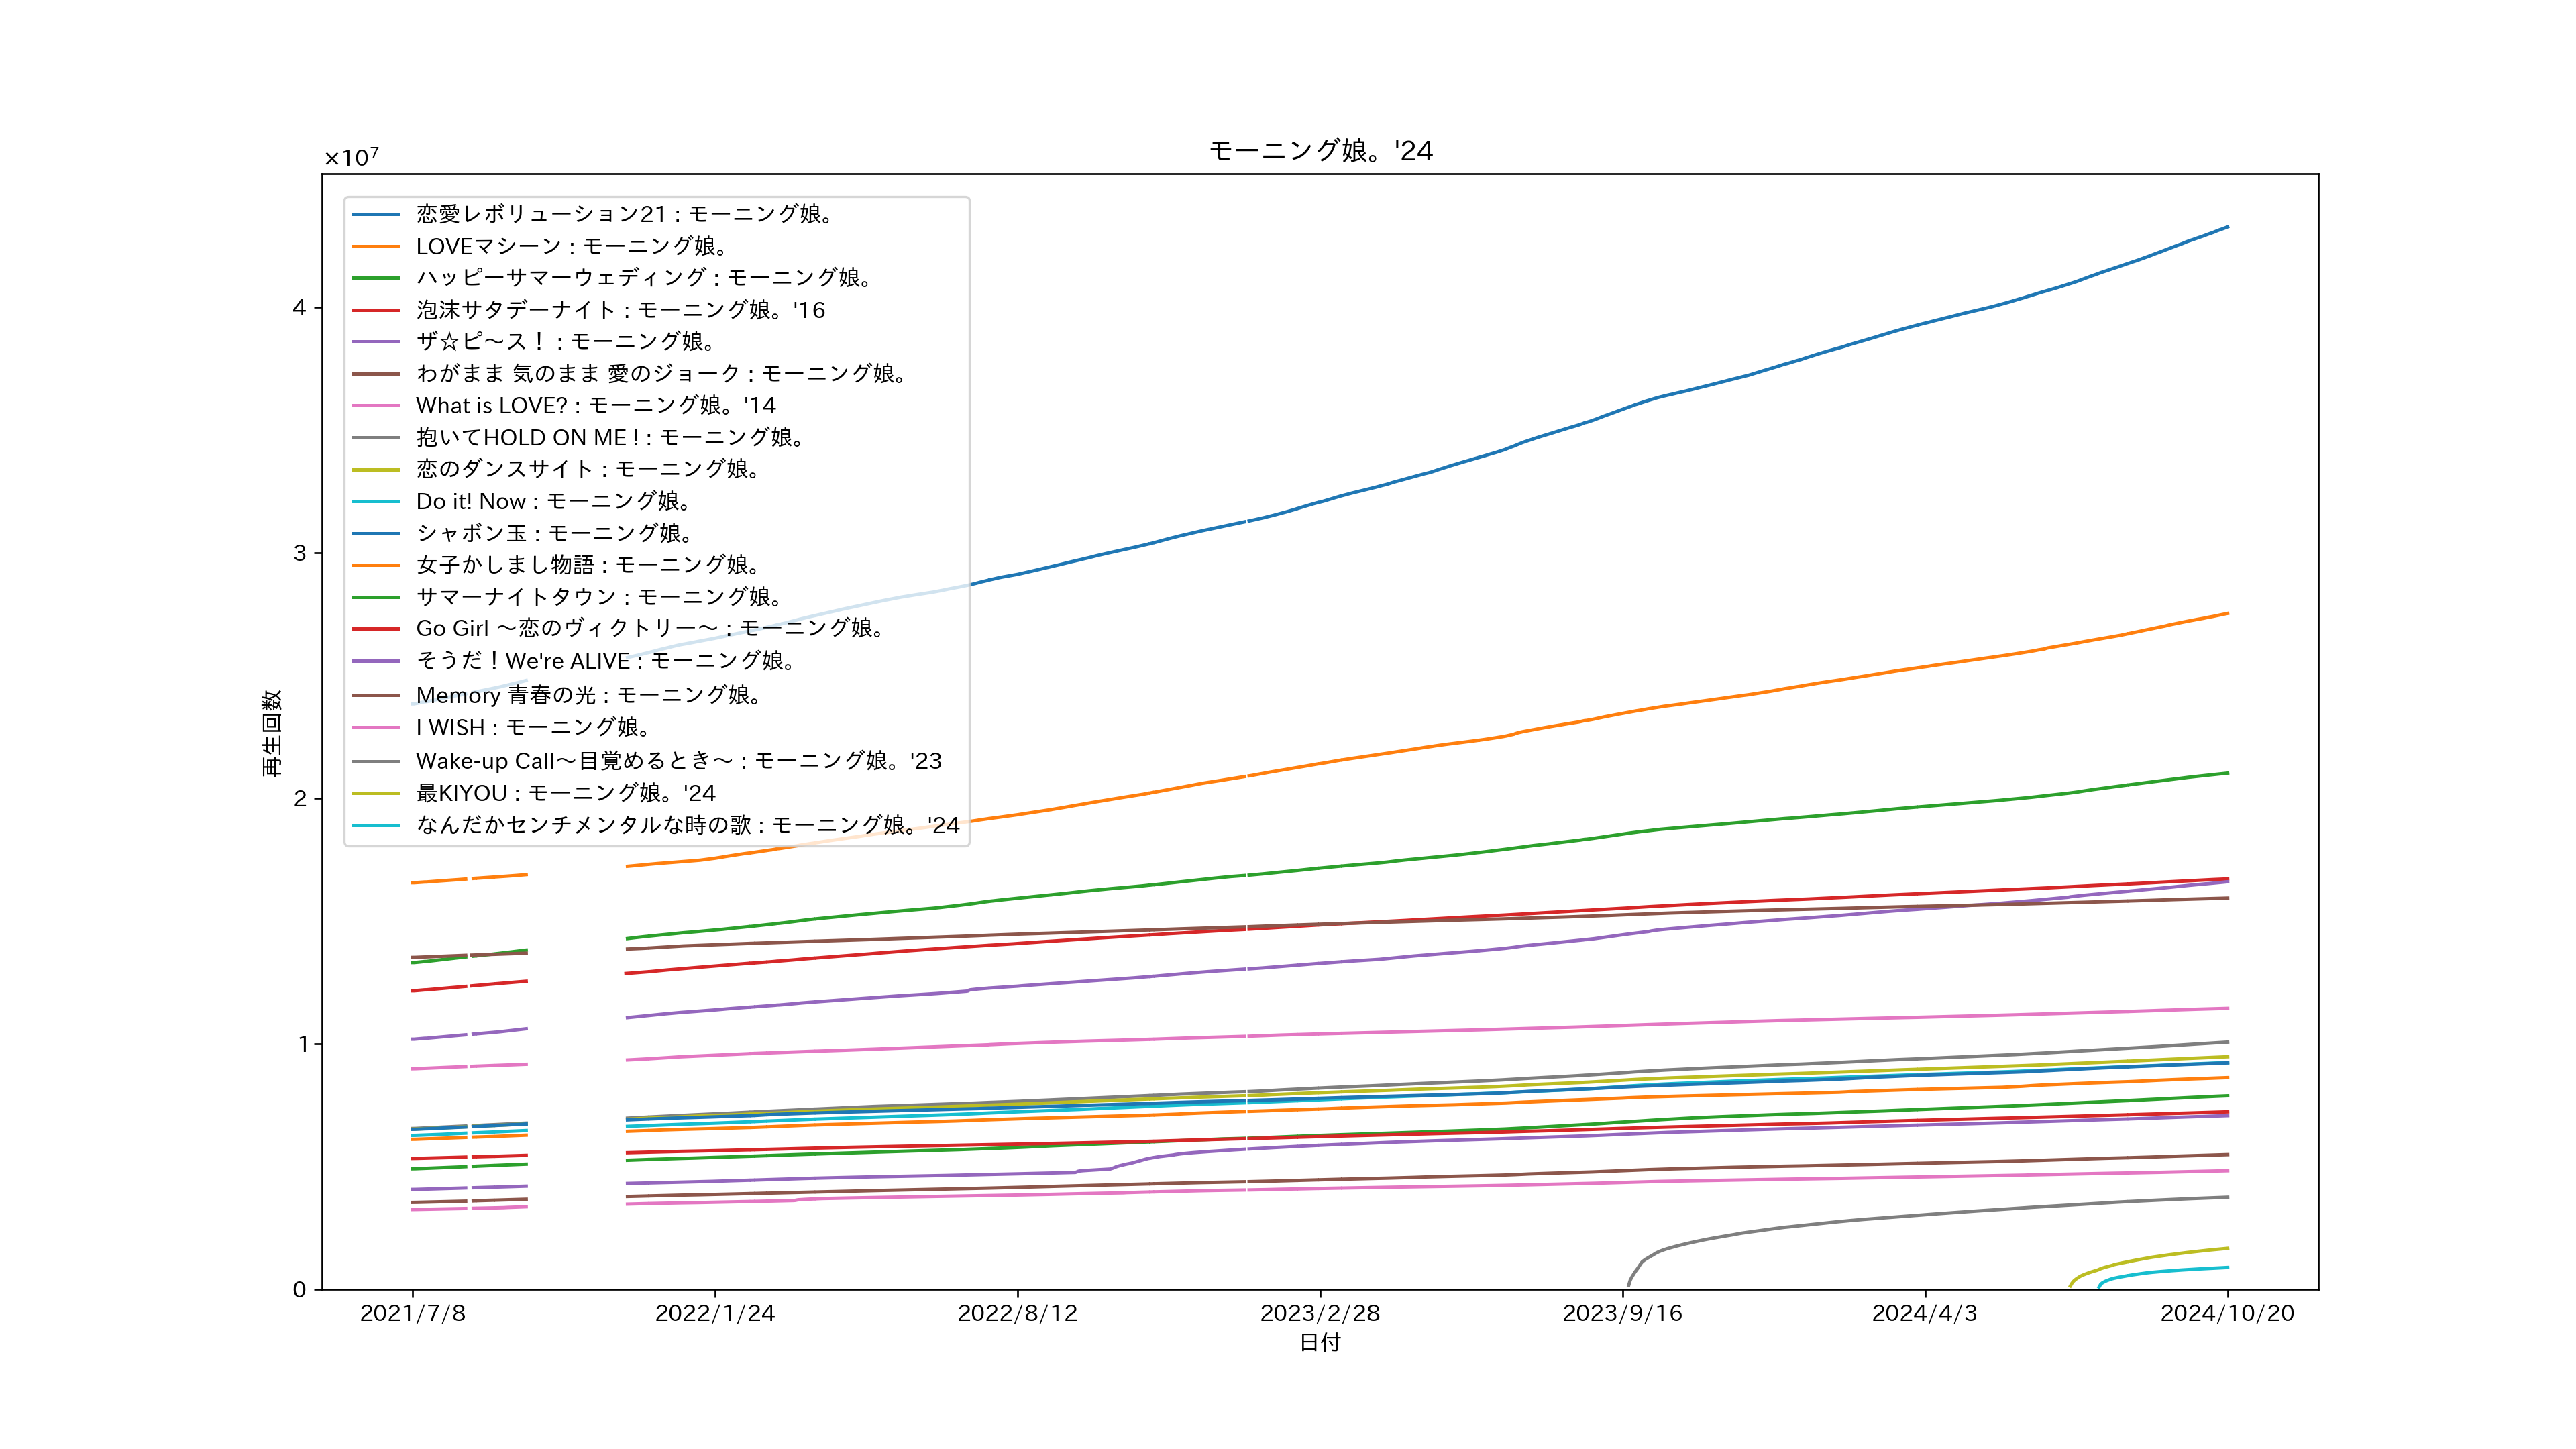 モーニング娘。'24
×10⁷
恋愛レボリューション21 : モーニング娘。
LOVEマシーン : モーニング娘。
ハッピーサマーウェディング : モーニング娘。
泡沫サタデーナイト : モーニング娘。'16
ザ☆ピ〜ス！ : モーニング娘。
わがまま 気のまま 愛のジョーク : モーニング娘。
What is LOVE? : モーニング娘。'14
抱いてHOLD ON ME ! : モーニング娘。
恋のダンスサイト : モーニング娘。
Do it! Now : モーニング娘。
シャボン玉 : モーニング娘。
女子かしまし物語 : モーニング娘。
サマーナイトタウン : モーニング娘。
Go Girl 〜恋のヴィクトリー〜 : モーニング娘。
そうだ！We're ALIVE : モーニング娘。
Memory 青春の光 : モーニング娘。
I WISH : モーニング娘。
Wake-up Call〜目覚めるとき〜 : モーニング娘。'23
最KIYOU : モーニング娘。'24
なんだかセンチメンタルな時の歌 : モーニング娘。'24
4
3
2
1
0
再生回数
2021/7/8
2022/1/24
2022/8/12
2023/2/28
2023/9/16
2024/4/3
2024/10/20
日付